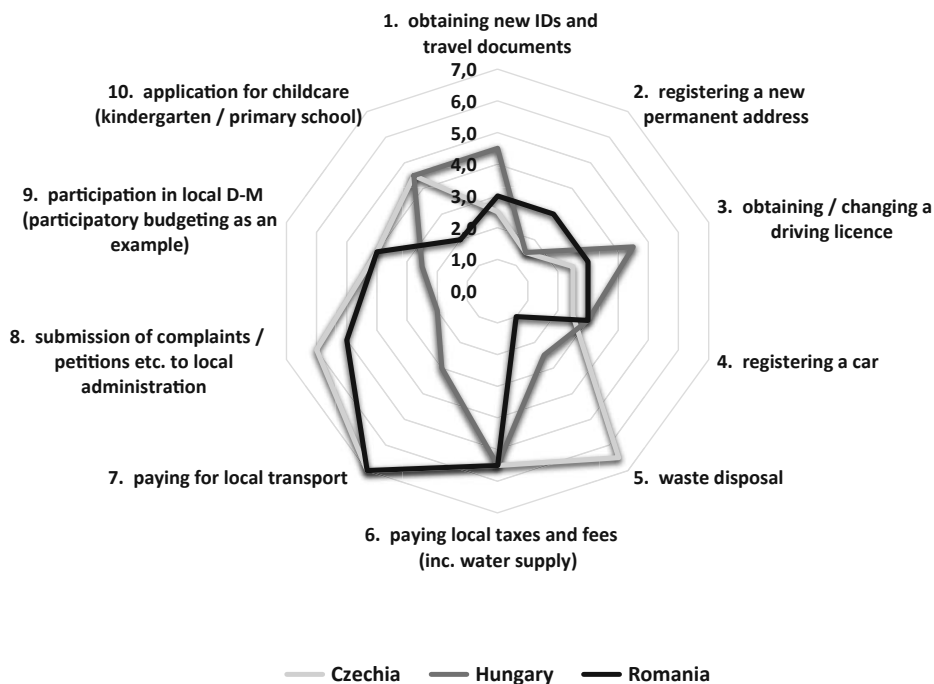 1. obtaining new IDs and
travel documents
2. registering a new
permanent address
3. obtaining / changing a
driving licence
4. registering a car
5. waste disposal
6. paying local taxes and fees
(inc. water supply)
7. paying for local transport
8. submission of complaints /
petitions etc. to local
administration
9. participation in local D-M
(participatory budgeting as an
example)
10. application for childcare
(kindergarten / primary school)
7,0
6,0
5,0
4,0
3,0
2,0
1,0
0,0
Czechia Hungary Romania